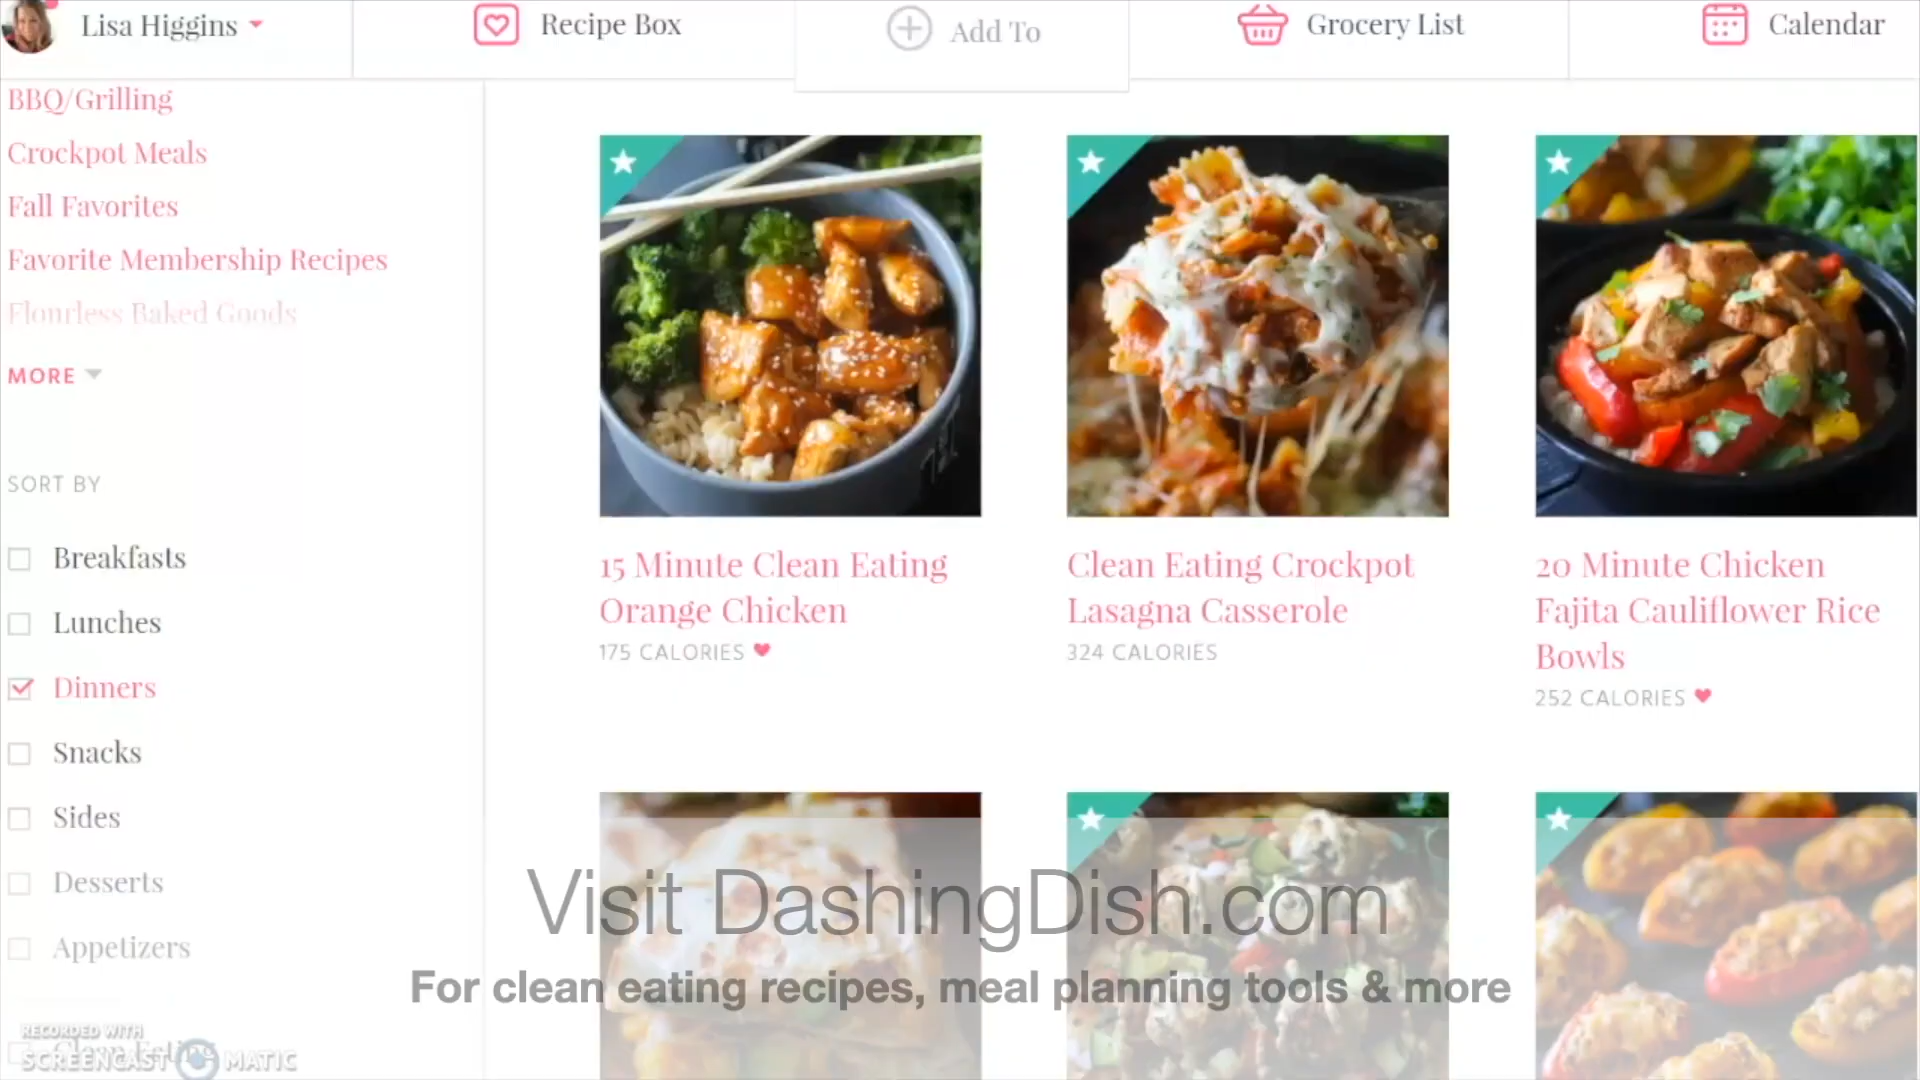 Lisa Higgins
Recipe Box
Add To
Grocery List
Calendar
BBQ/Grilling
Crockpot Meals
Fall Favorites
Favorite Membership Recipes
Flourless Baked Goods
MORE
SORT BY
Breakfasts
Lunches
Dinners
Snacks
Sides
Desserts
Appetizers
Clean Eating
15 Minute Clean Eating
Orange Chicken
175 CALORIES
Clean Eating Crockpot
Lasagna Casserole
324 CALORIES
20 Minute Chicken
Fajita Cauliflower Rice
Bowls
252 CALORIES
Visit DashingDish.com
For clean eating recipes, meal planning tools & more
RECORDED WITH
SCREENCAST MATIC